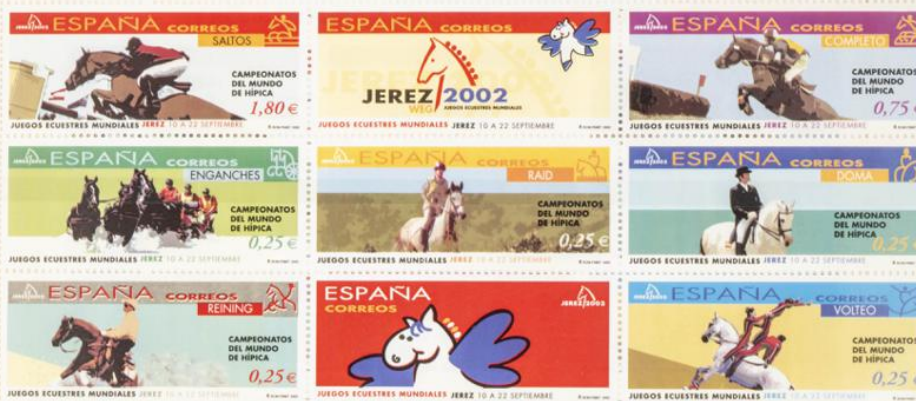 ESPAÑA CORREOS
SALTOS
CAMPEONATOS
DEL MUNDO
DE HÍPICA
1,80 €
JUEGOS ECUESTRES MUNDIALES JEREZ 10 A 22 SEPTIEMBRE
ESPAÑA CORREOS
JEREZ 2002
WEG JUEGOS ECUESTRES MUNDIALES
JUEGOS ECUESTRES MUNDIALES JEREZ 10 A 22 SEPTIEMBRE
ESPAÑA CORREOS
COMPLETO
CAMPEONATOS
DEL MUNDO
DE HÍPICA
0,75 €
JUEGOS ECUESTRES MUNDIALES JEREZ 10 A 22 SEPTIEMBRE
ESPAÑA CORREOS
ENGANCHES
CAMPEONATOS
DEL MUNDO
DE HÍPICA
0,25 €
JUEGOS ECUESTRES MUNDIALES JEREZ 10 A 22 SEPTIEMBRE
ESPAÑA CORREOS
RAID
CAMPEONATOS
DEL MUNDO
DE HÍPICA
0,25 €
JUEGOS ECUESTRES MUNDIALES JEREZ 10 A 22 SEPTIEMBRE
ESPAÑA CORREOS
DOMA
CAMPEONATOS
DEL MUNDO
DE HÍPICA
0,25 €
JUEGOS ECUESTRES MUNDIALES JEREZ 10 A 22 SEPTIEMBRE
ESPAÑA CORREOS
REINING
CAMPEONATOS
DEL MUNDO
DE HÍPICA
0,25 €
JUEGOS ECUESTRES MUNDIALES JEREZ 10 A 22 SEPTIEMBRE
ESPAÑA
CORREOS
JEREZ 2002
JUEGOS ECUESTRES MUNDIALES JEREZ 10 A 22 SEPTIEMBRE
ESPAÑA CORREOS
VOLTEO
CAMPEONATOS
DEL MUNDO
DE HÍPICA
0,25
JUEGOS ECUESTRES MUNDIALES JEREZ 10 A 22 SEPTIEMBRE